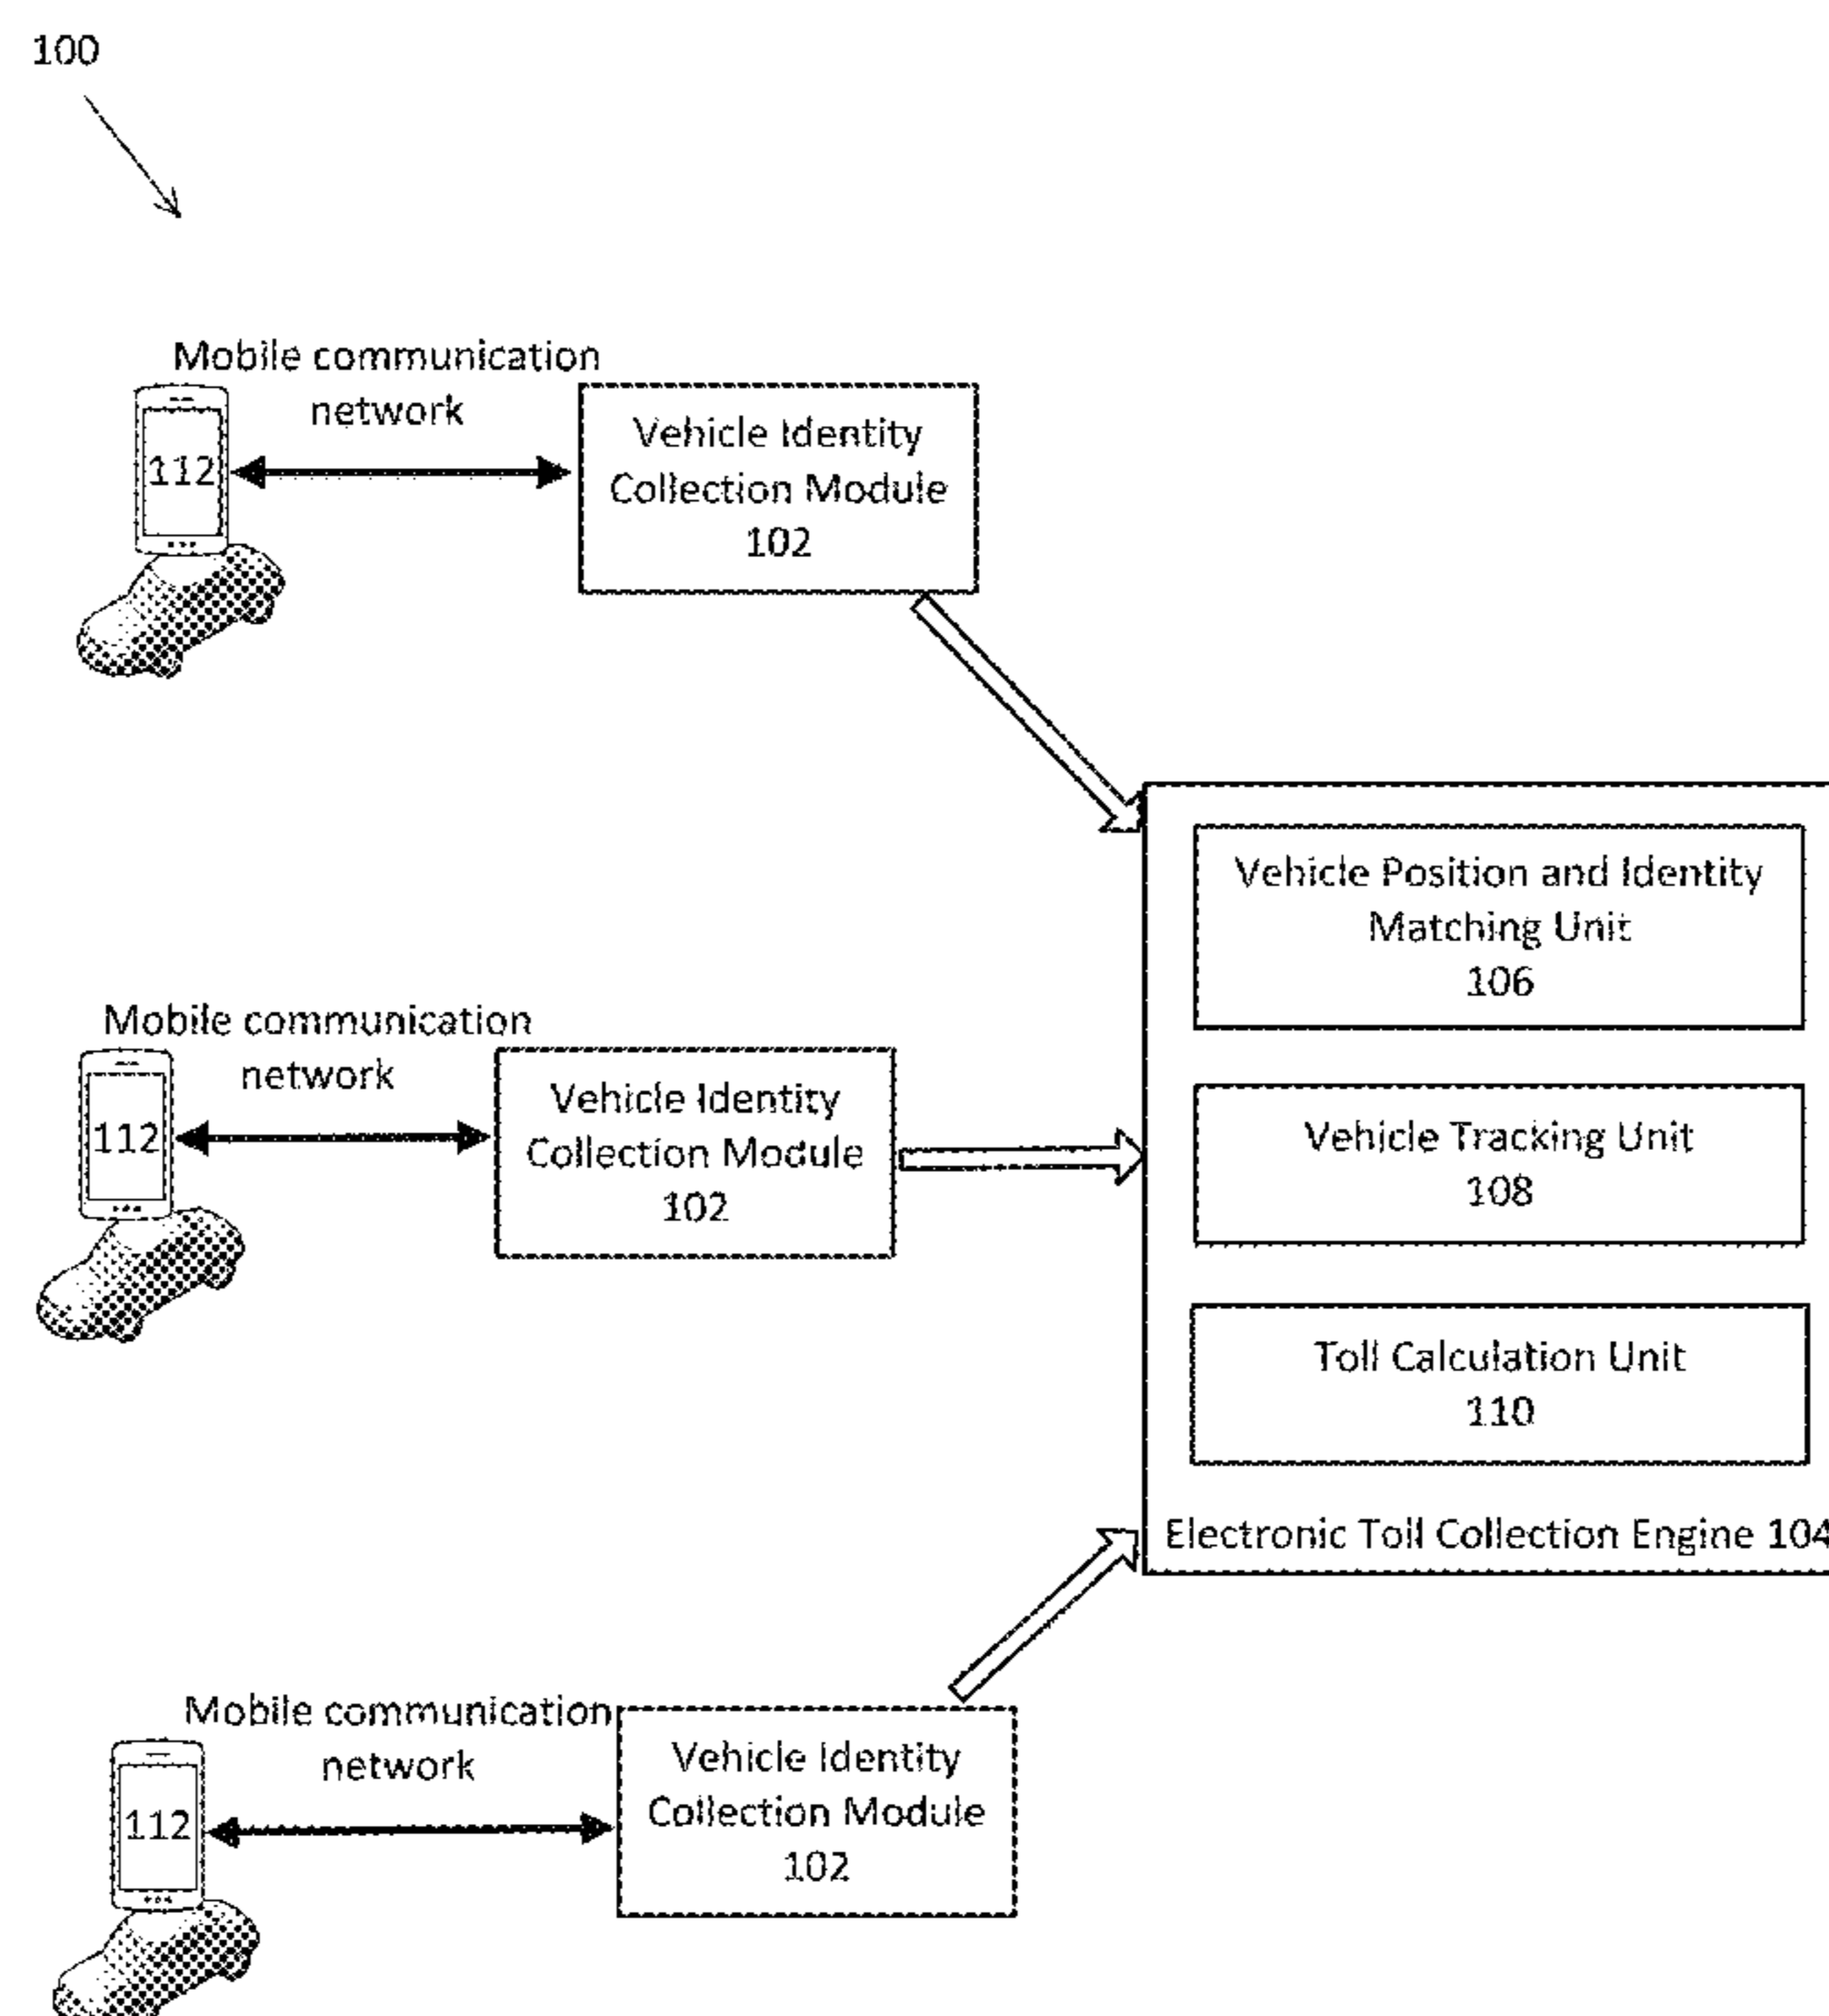 100
Mobile communication
network
112
Vehicle Identity
Collection Module
102
Vehicle Position and Identity
Matching Unit
106
Mobile communication
network
112
Vehicle Identity
Collection Module
102
Vehicle Tracking Unit
108
Toll Calculation Unit
110
Electronic Toll Collection Engine 104
Mobile communication
network
112
Vehicle Identity
Collection Module
102